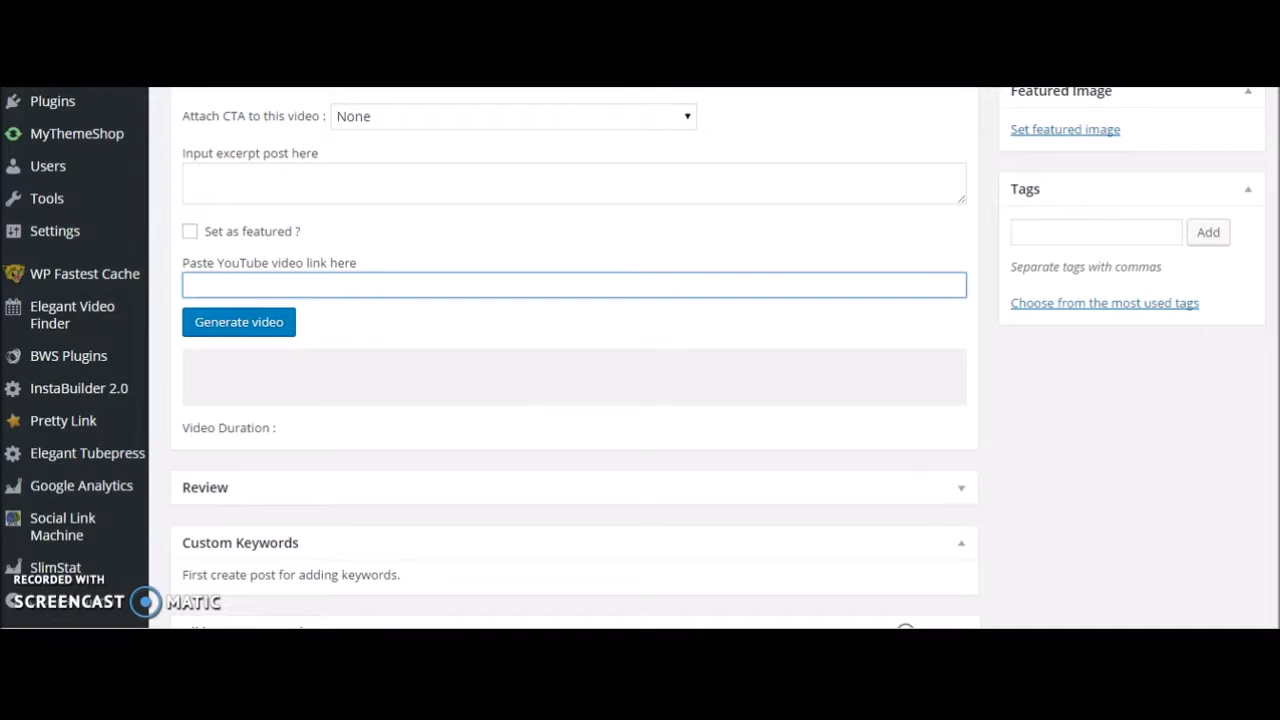 Plugins
MyThemeShop
Users
Tools
Settings
WP Fastest Cache
Elegant Video
Finder
BWS Plugins
InstaBuilder 2.0
Pretty Link
Elegant Tubepress
Google Analytics
Social Link
Machine
SlimStat
RECORDED WITH
SCREENCAST MATIC
Attach CTA to this video : None
Input excerpt post here
Set as featured ?
Paste YouTube video link here
Generate video
Video Duration :
Review
Custom Keywords
First create post for adding keywords.
Featured Image
Set featured image
Tags
Add
Separate tags with commas
Choose from the most used tags